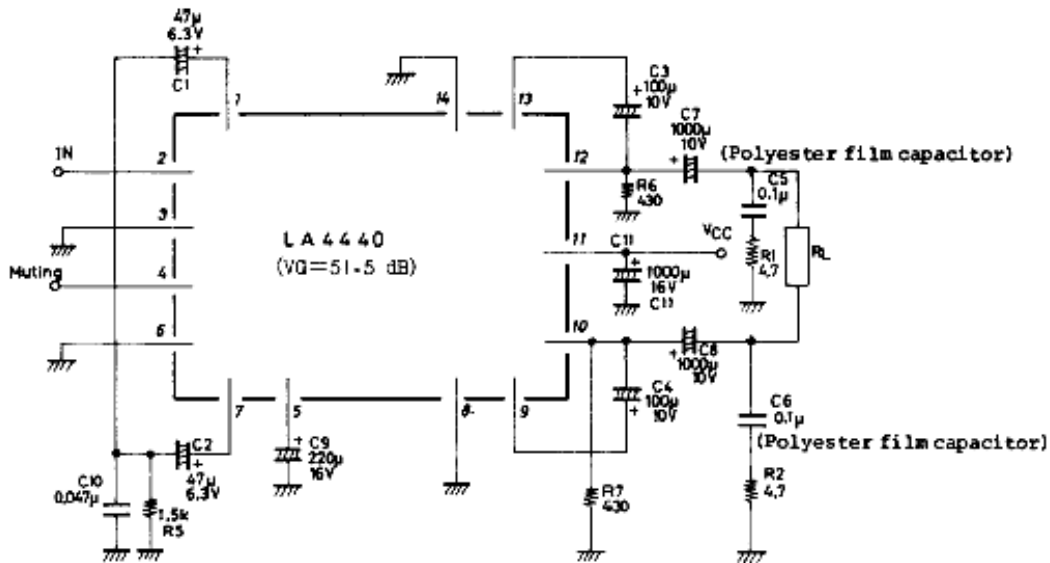 47μ
6.3V
+
C1
1
14
13
C3
+
100μ
10V
C7
1000μ
10V
+
(Polyester film capacitor)
IN
2
12
R6
430
C5
0.1μ
3
LA4440
(VG=51.5 dB)
11
C11
VCC
R1
4.7
RL
Muting
4
+
1000μ
16V
C11
6
10
+
C8
1000μ
10V
7
5
8
9
C4
100μ
10V
+
C6
0.1μ
(Polyester film capacitor)
C2
+
47μ
6.3V
C9
+
220μ
16V
C10
0.047μ
1.5k
R5
R7
430
R2
4.7